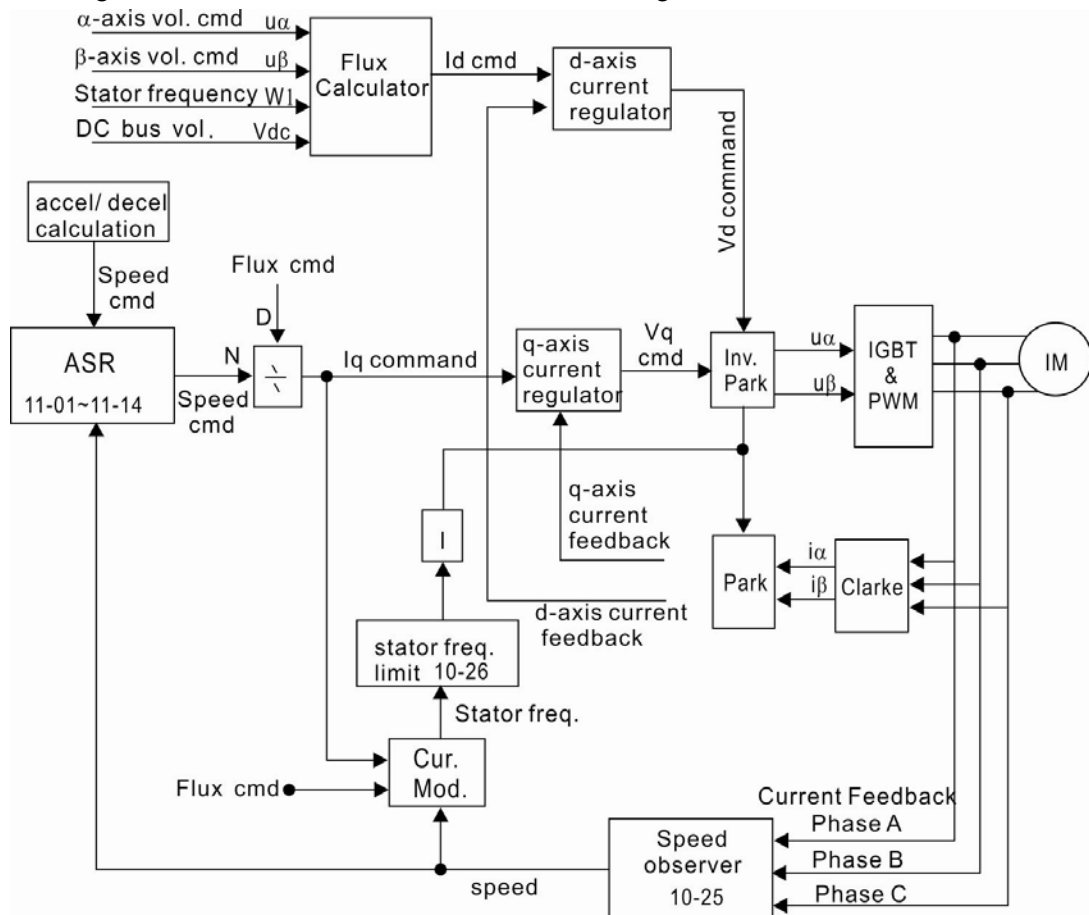 α-axis vol. cmd uα
β-axis vol. cmd uβ
Stator frequency W1
DC bus vol. Vdc
Flux
Calculator
Id cmd
d-axis
current
regulator
Vd command
accel/ decel
calculation
Speed
cmd
Flux cmd
D
ASR
11-01~11-14
N
Speed
cmd
Iq command
q-axis
current
regulator
Vq
cmd
Inv.
Park
uα
uβ
IGBT
&
PWM
IM
q-axis
current
feedback
I
Park
iα
iβ
Clarke
d-axis current
feedback
stator freq.
limit 10-26
Stator freq.
Cur.
Mod.
Flux cmd
Current Feedback
Phase A
Phase B
Phase C
Speed
observer
10-25
speed